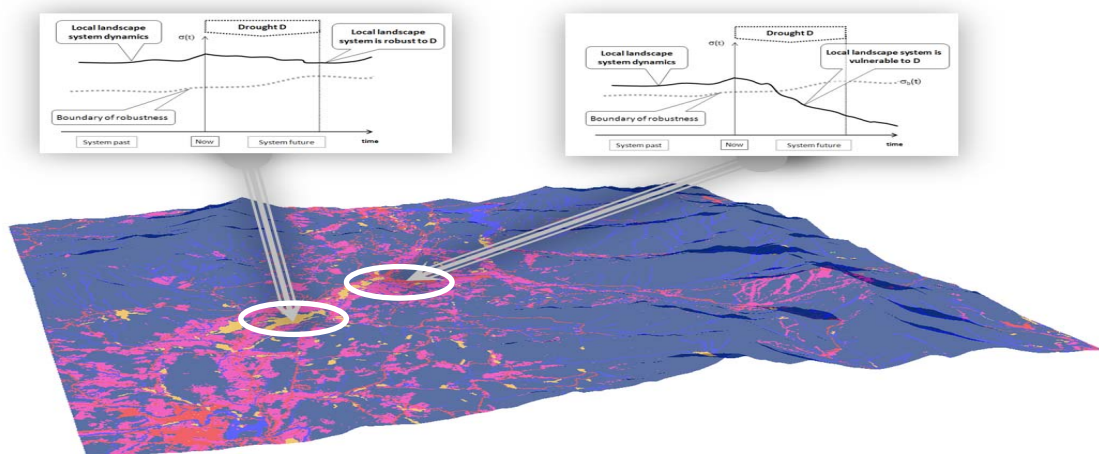 Drought D
Local landscape
system dynamics
σ(t)
Local landscape
system is robust to D
Boundary of robustness
System past
Now
System future
time
Drought D
Local landscape
system dynamics
σ(t)
Local landscape system is
vulnerable to D
σb(t)
Boundary of robustness
System past
Now
System future
time